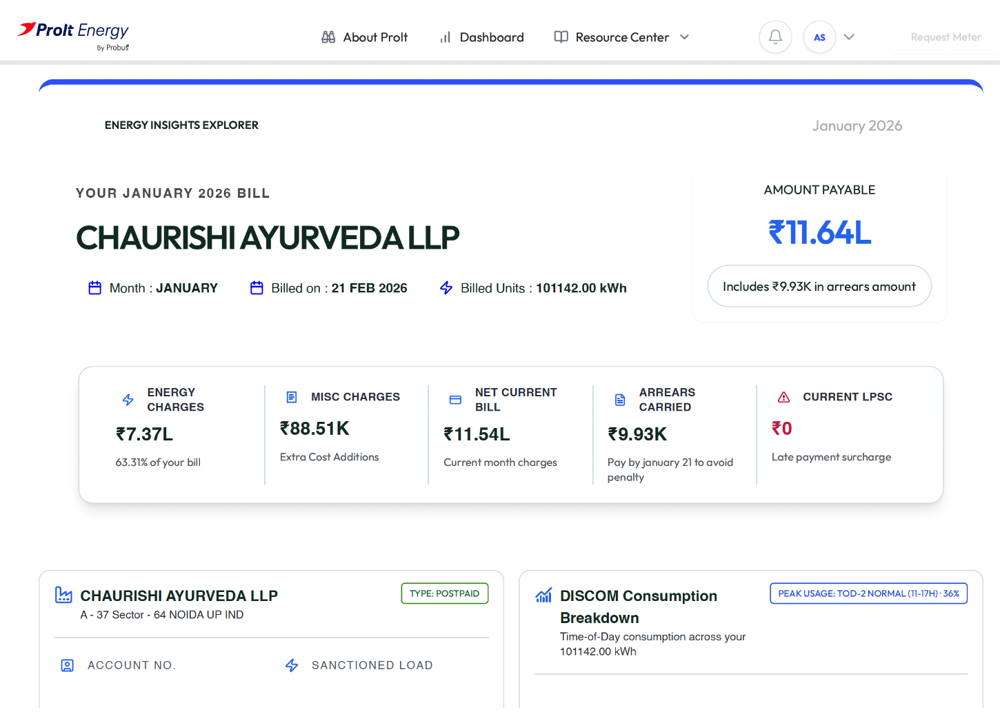 Prolt Energy
By Probus
About Prolt
Dashboard
Resource Center
AS
Request Meter
ENERGY INSIGHTS EXPLORER
January 2026
YOUR JANUARY 2026 BILL
CHAURISHI AYURVEDA LLP
Month : JANUARY
Billed on : 21 FEB 2026
Billed Units : 101142.00 kWh
AMOUNT PAYABLE
₹11.64L
Includes ₹9.93K in arrears amount
ENERGY
CHARGES
₹7.37L
63.31% of your bill
MISC CHARGES
₹88.51K
Extra Cost Additions
NET CURRENT
BILL
₹11.54L
Current month charges
ARREARS
CARRIED
₹9.93K
Pay by january 21 to avoid
penalty
CURRENT LPSC
₹0
Late payment surcharge
CHAURISHI AYURVEDA LLP
A - 37 Sector - 64 NOIDA UP IND
TYPE: POSTPAID
ACCOUNT NO.
SANCTIONED LOAD
DISCOM Consumption
Breakdown
Time-of-Day consumption across your
101142.00 kWh
PEAK USAGE: TOD-2 NORMAL (11-17H) · 36%